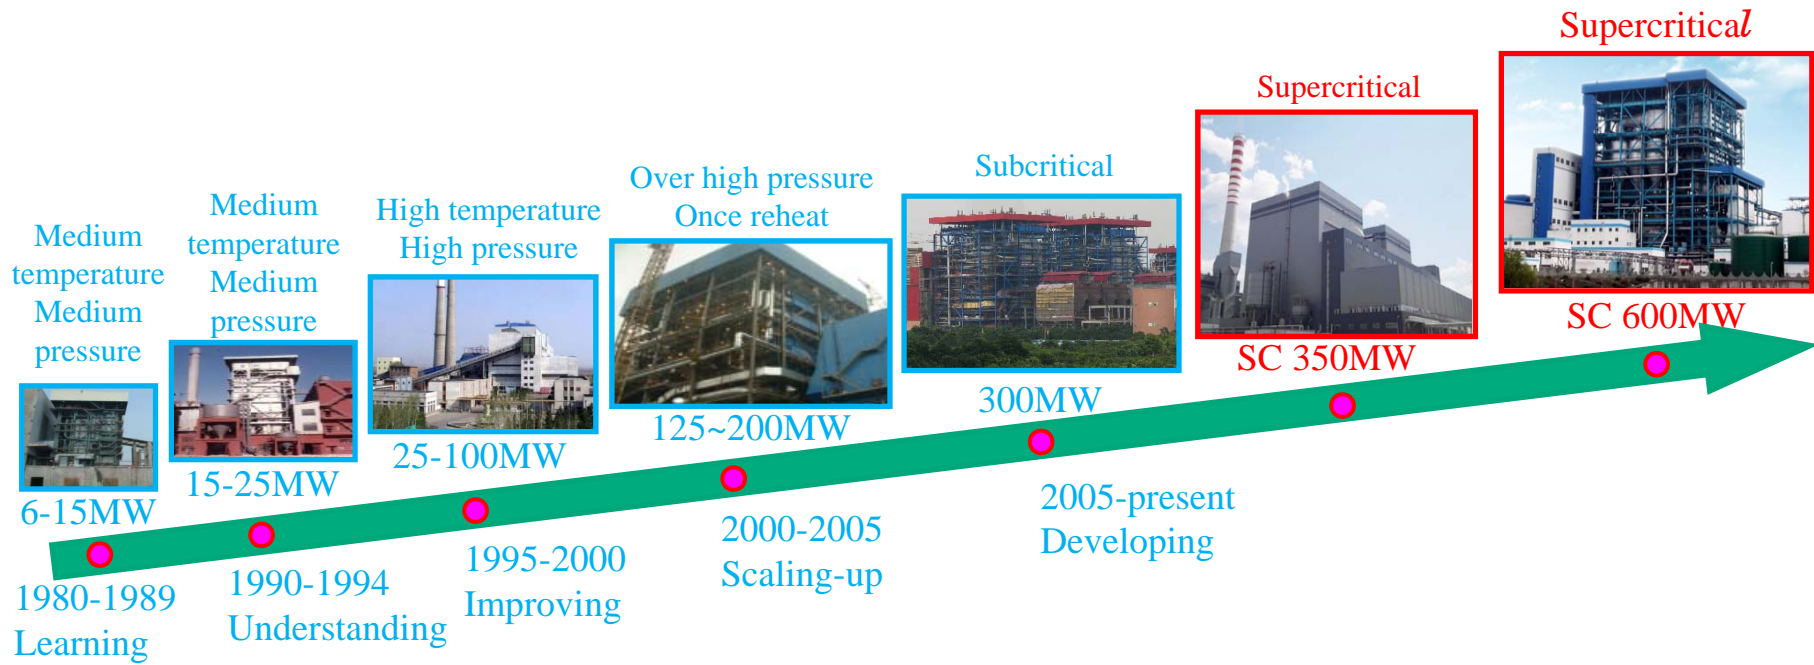 Medium
temperature
Medium
pressure
6-15MW
1980-1989
Learning
Medium
temperature
Medium
pressure
15-25MW
1990-1994
Understanding
High temperature
High pressure
25-100MW
1995-2000
Improving
Over high pressure
Once reheat
125~200MW
2000-2005
Scaling-up
Subcritical
300MW
2005-present
Developing
Supercritical
SC 350MW
Supercritical
SC 600MW